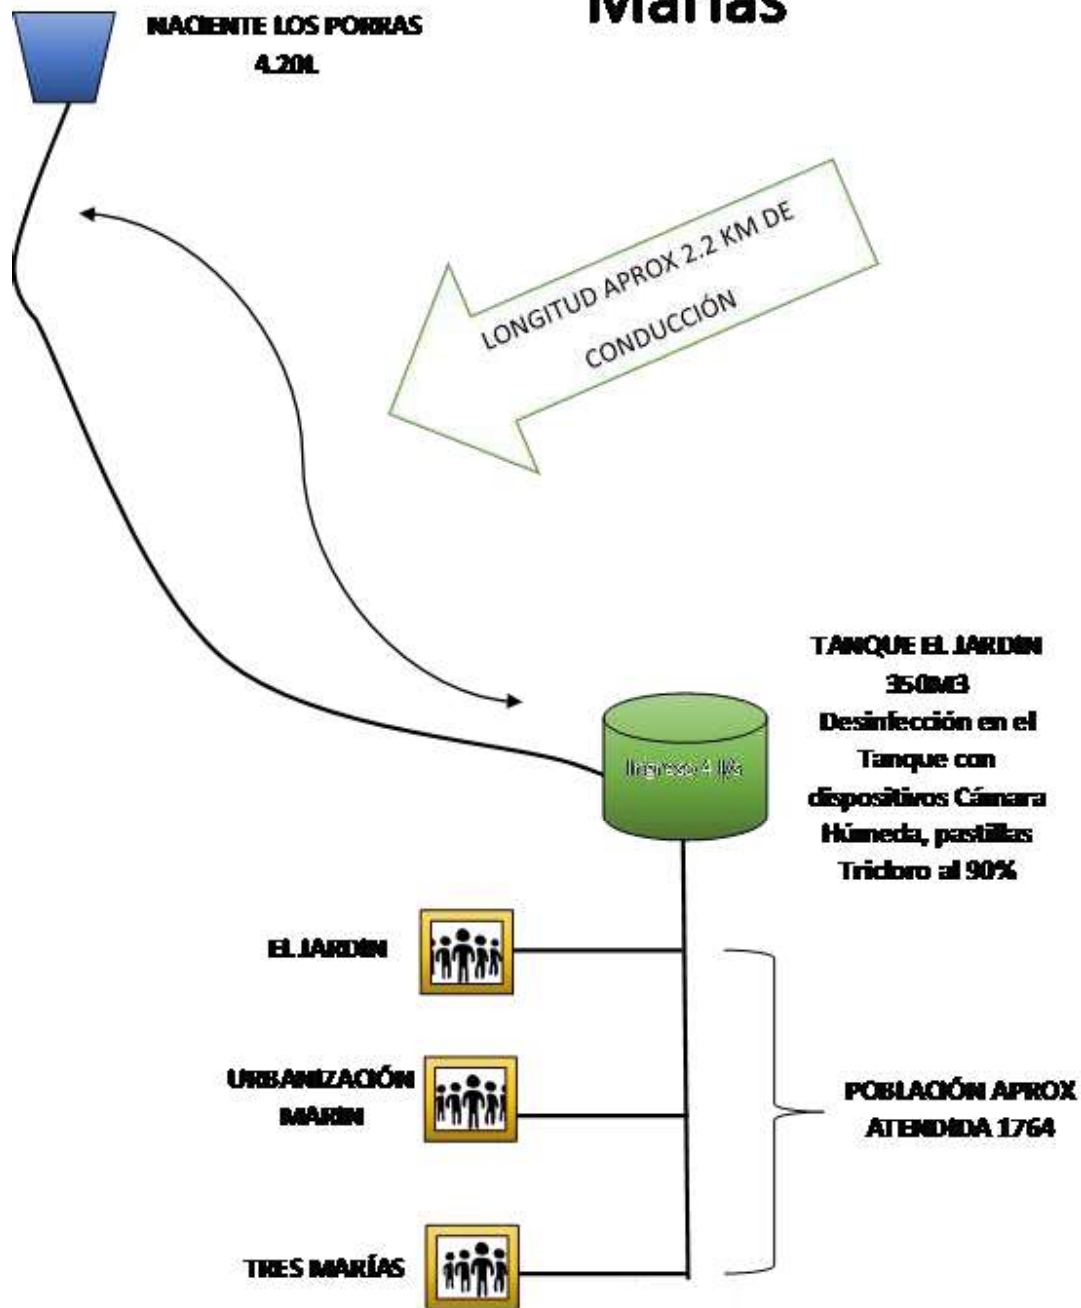 Marías
NACIENTE LOS PORRAS
4.20L
LONGITUD APROX 2.2 KM DE
CONDUCCIÓN
TANQUE EL JARDIN
350M3
Desinfección en el
Tanque con
dispositivos Cámara
Húmeda, pastillas
Tricloro al 90%
Ingreso 4 l/s
EL JARDIN
URBANIZACIÓN
MARIN
POBLACIÓN APROX
ATENDIDA 1764
TRES MARÍAS